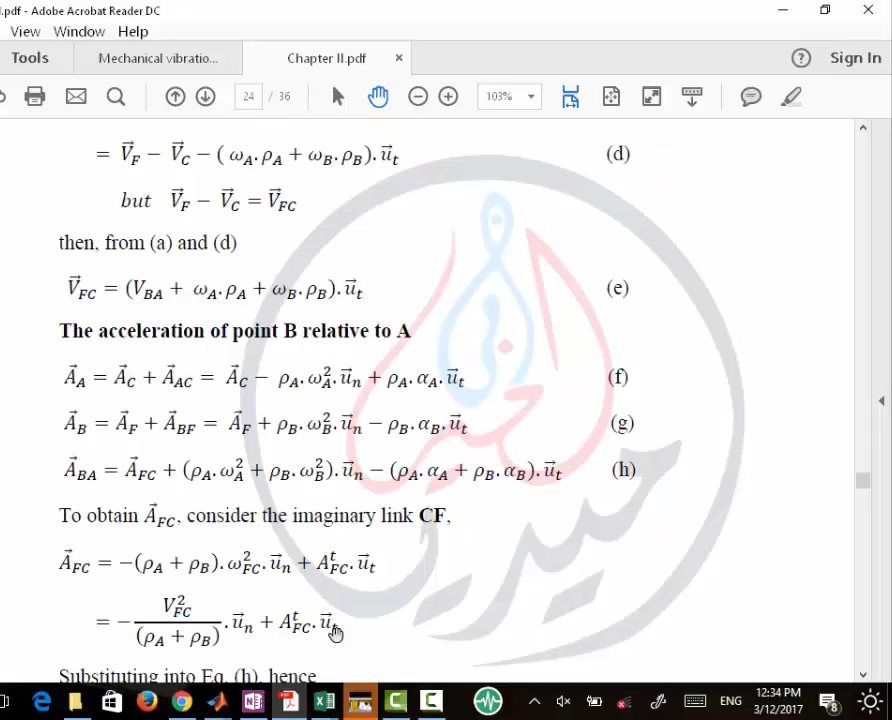 l.pdf - Adobe Acrobat Reader DC
View Window Help
Tools Mechanical vibratio... Chapter II.pdf × Sign In
24 / 36 103%
= V⃗_F − V⃗_C − ( ω_A. ρ_A + ω_B. ρ_B). u⃗_t (d)
but V⃗_F − V⃗_C = V⃗_FC
then, from (a) and (d)
V⃗_FC = (V_BA + ω_A. ρ_A + ω_B. ρ_B). u⃗_t (e)
The acceleration of point B relative to A
A⃗_A = A⃗_C + A⃗_AC = A⃗_C − ρ_A. ω_A^2. u⃗_n + ρ_A. α_A. u⃗_t (f)
A⃗_B = A⃗_F + A⃗_BF = A⃗_F + ρ_B. ω_B^2. u⃗_n − ρ_B. α_B. u⃗_t (g)
A⃗_BA = A⃗_FC + (ρ_A. ω_A^2 + ρ_B. ω_B^2). u⃗_n − (ρ_A. α_A + ρ_B. α_B). u⃗_t (h)
To obtain A⃗_FC, consider the imaginary link CF,
A⃗_FC = −(ρ_A + ρ_B). ω_FC^2. u⃗_n + A_FC^t. u⃗_t
= − V_FC^2 / (ρ_A + ρ_B) . u⃗_n + A_FC^t. u⃗_t
Substituting into Eq. (h), hence
ENG 12:34 PM
3/12/2017 8